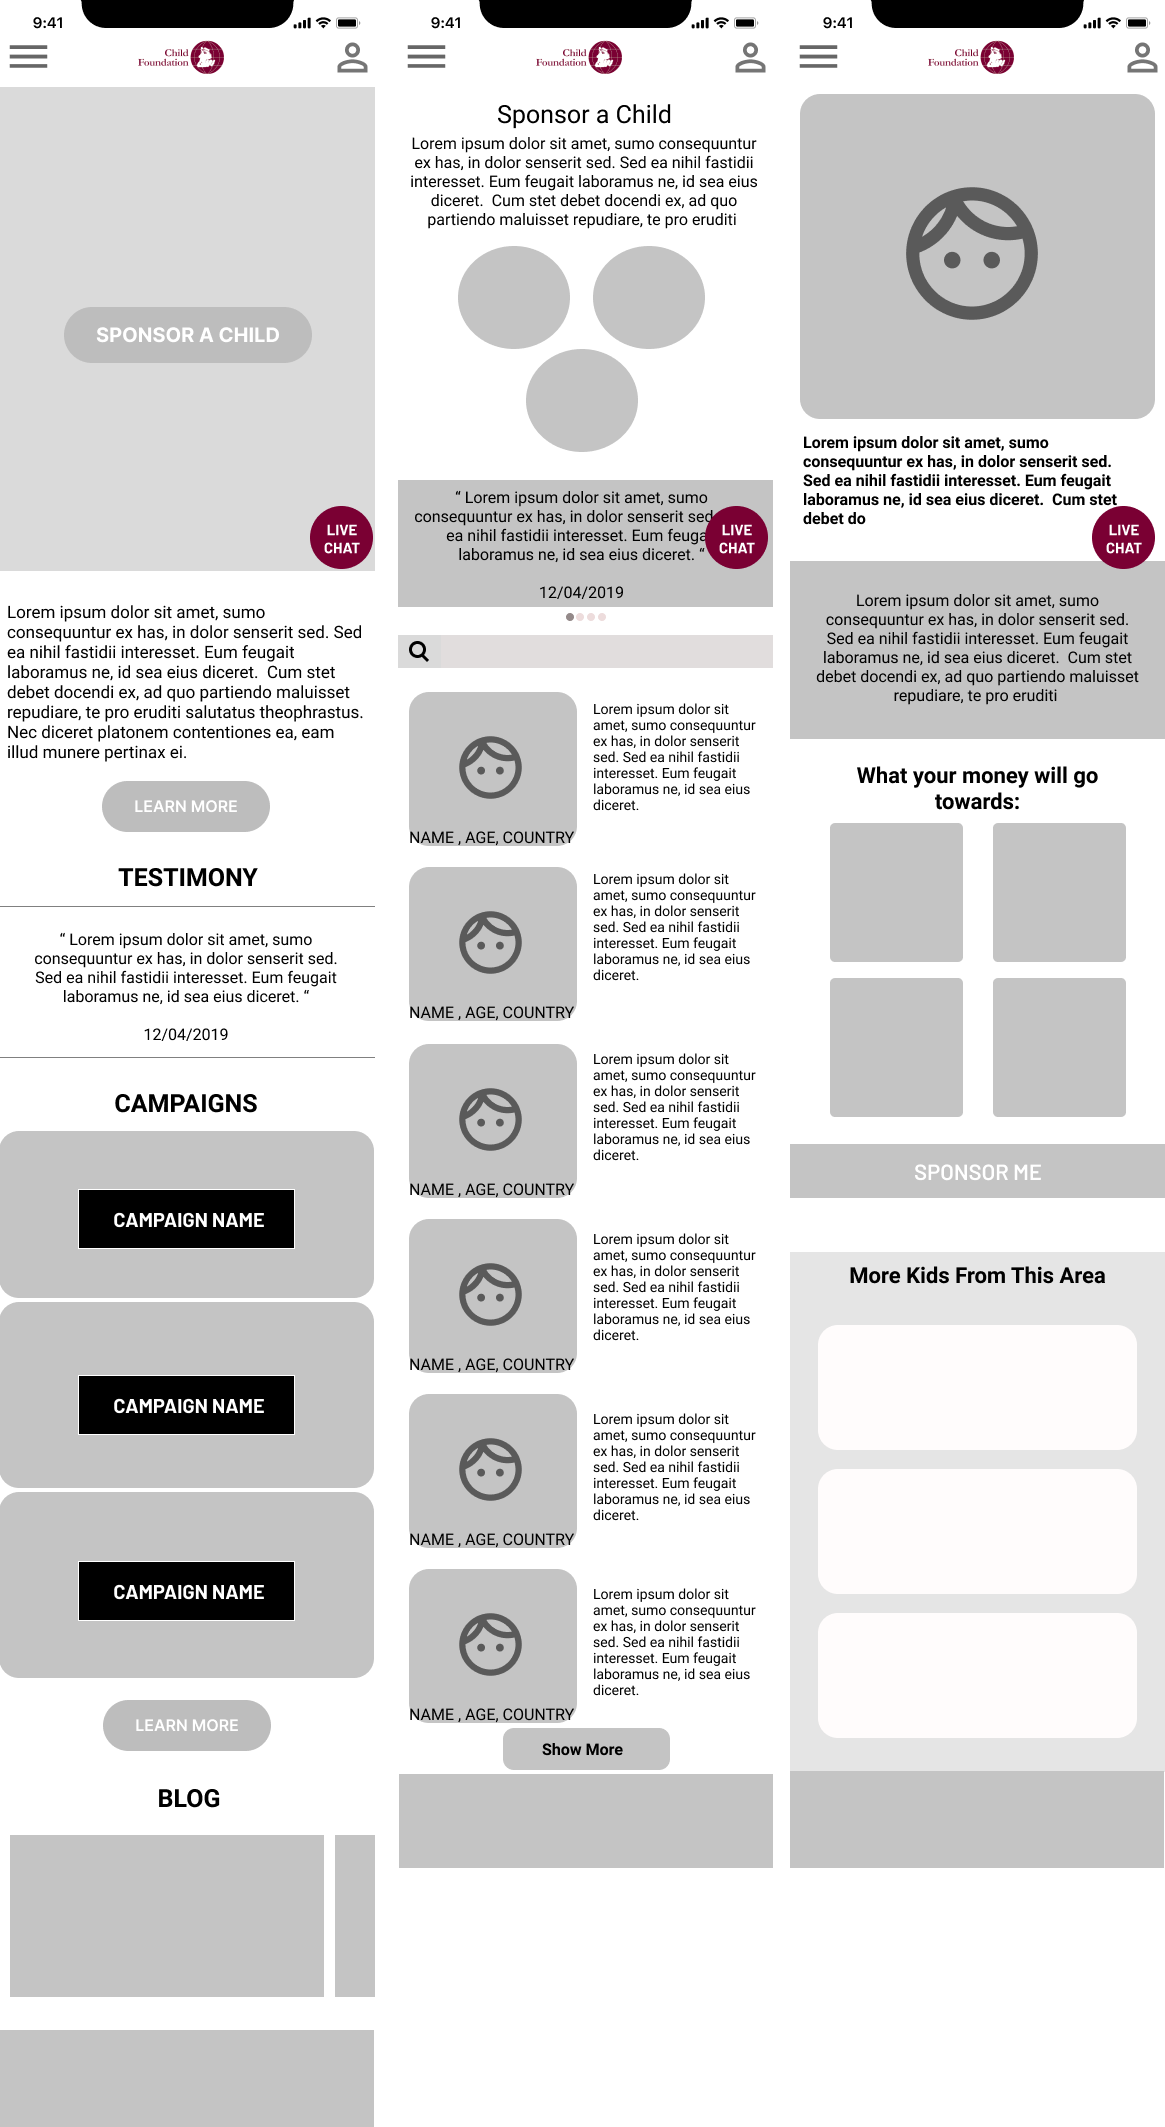 9:41
Child
Foundation
SPONSOR A CHILD
LIVE
CHAT
Lorem ipsum dolor sit amet, sumo
consequuntur ex has, in dolor senserit sed. Sed
ea nihil fastidii interesset. Eum feugait
laboramus ne, id sea eius diceret.  Cum stet
debet docendi ex, ad quo partiendo maluisset
repudiare, te pro eruditi salutatus theophrastus.
Nec diceret platonem contentiones ea, eam
illud munere pertinax ei.
LEARN MORE
TESTIMONY
“ Lorem ipsum dolor sit amet, sumo
consequuntur ex has, in dolor senserit sed.
Sed ea nihil fastidii interesset. Eum feugait
laboramus ne, id sea eius diceret. “
12/04/2019
CAMPAIGNS
CAMPAIGN NAME
CAMPAIGN NAME
CAMPAIGN NAME
LEARN MORE
BLOG
9:41
Child
Foundation
Sponsor a Child
Lorem ipsum dolor sit amet, sumo consequuntur
ex has, in dolor senserit sed. Sed ea nihil fastidii
interesset. Eum feugait laboramus ne, id sea eius
diceret.  Cum stet debet docendi ex, ad quo
partiendo maluisset repudiare, te pro eruditi
“ Lorem ipsum dolor sit amet, sumo
consequuntur ex has, in dolor senserit sed.
ea nihil fastidii interesset. Eum feuga
laboramus ne, id sea eius diceret. “
LIVE
CHAT
12/04/2019
Lorem ipsum dolor sit
amet, sumo consequuntur
ex has, in dolor senserit
sed. Sed ea nihil fastidii
interesset. Eum feugait
laboramus ne, id sea eius
diceret.
NAME , AGE, COUNTRY
Lorem ipsum dolor sit
amet, sumo consequuntur
ex has, in dolor senserit
sed. Sed ea nihil fastidii
interesset. Eum feugait
laboramus ne, id sea eius
diceret.
NAME , AGE, COUNTRY
Lorem ipsum dolor sit
amet, sumo consequuntur
ex has, in dolor senserit
sed. Sed ea nihil fastidii
interesset. Eum feugait
laboramus ne, id sea eius
diceret.
NAME , AGE, COUNTRY
Lorem ipsum dolor sit
amet, sumo consequuntur
ex has, in dolor senserit
sed. Sed ea nihil fastidii
interesset. Eum feugait
laboramus ne, id sea eius
diceret.
NAME , AGE, COUNTRY
Lorem ipsum dolor sit
amet, sumo consequuntur
ex has, in dolor senserit
sed. Sed ea nihil fastidii
interesset. Eum feugait
laboramus ne, id sea eius
diceret.
NAME , AGE, COUNTRY
Lorem ipsum dolor sit
amet, sumo consequuntur
ex has, in dolor senserit
sed. Sed ea nihil fastidii
interesset. Eum feugait
laboramus ne, id sea eius
diceret.
NAME , AGE, COUNTRY
Show More
9:41
Child
Foundation
Lorem ipsum dolor sit amet, sumo
consequuntur ex has, in dolor senserit sed.
Sed ea nihil fastidii interesset. Eum feugait
laboramus ne, id sea eius diceret.  Cum stet
debet do
LIVE
CHAT
Lorem ipsum dolor sit amet, sumo
consequuntur ex has, in dolor senserit sed.
Sed ea nihil fastidii interesset. Eum feugait
laboramus ne, id sea eius diceret.  Cum stet
debet docendi ex, ad quo partiendo maluisset
repudiare, te pro eruditi
What your money will go
towards:
SPONSOR ME
More Kids From This Area